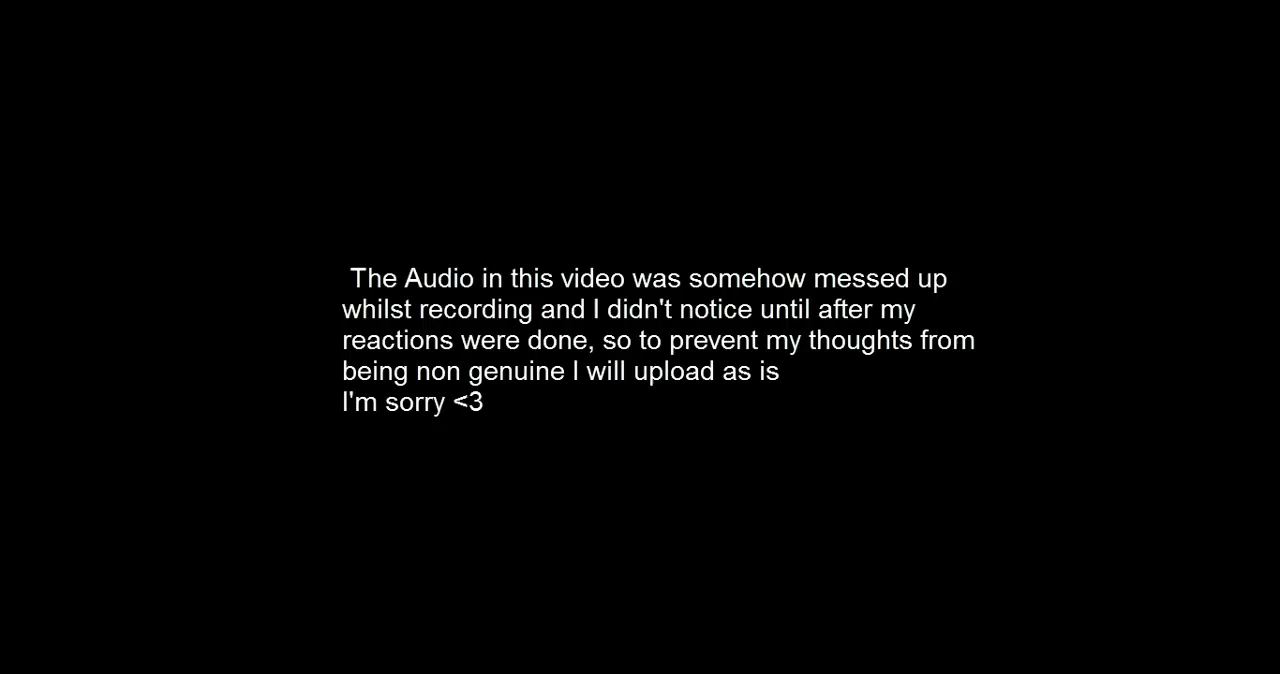 The Audio in this video was somehow messed up
whilst recording and I didn't notice until after my
reactions were done, so to prevent my thoughts from
being non genuine I will upload as is
I'm sorry <3